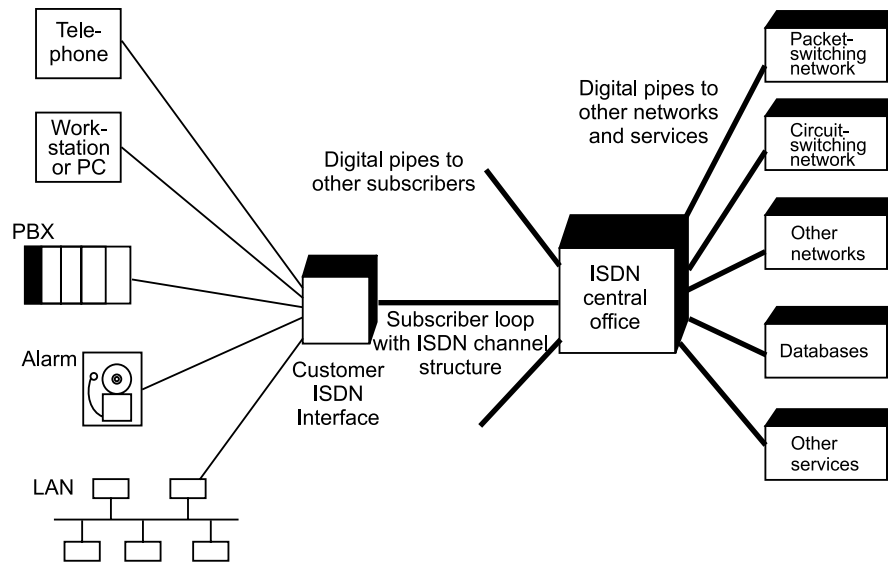 Tele-
phone
Work-
station
or PC
PBX
Alarm
LAN
Customer
ISDN
Interface
Subscriber loop
with ISDN channel
structure
Digital pipes to
other subscribers
ISDN
central
office
Digital pipes to
other networks
and services
Packet-
switching
network
Circuit-
switching
network
Other
networks
Databases
Other
services